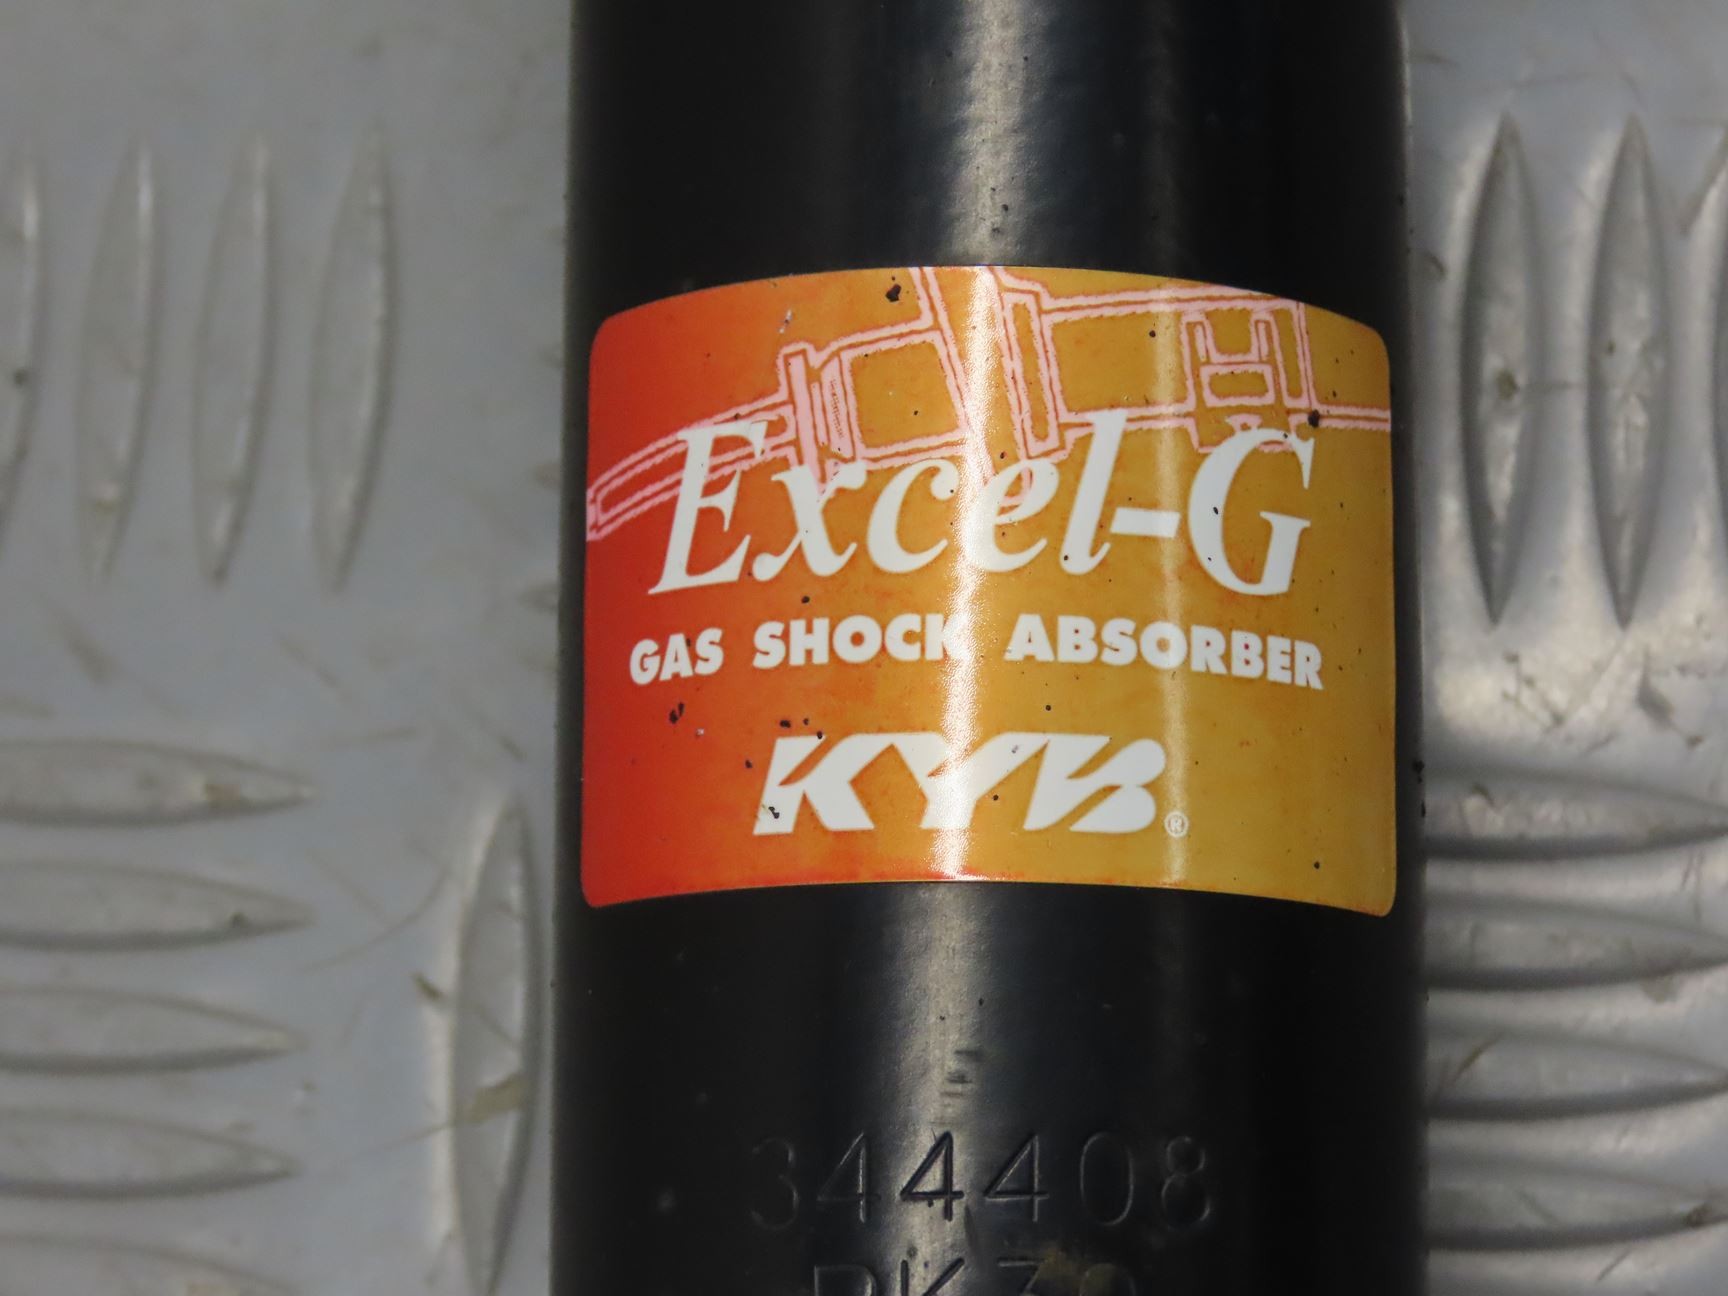 Excel-G
GAS SHOCK ABSORBER
KYB®
344408